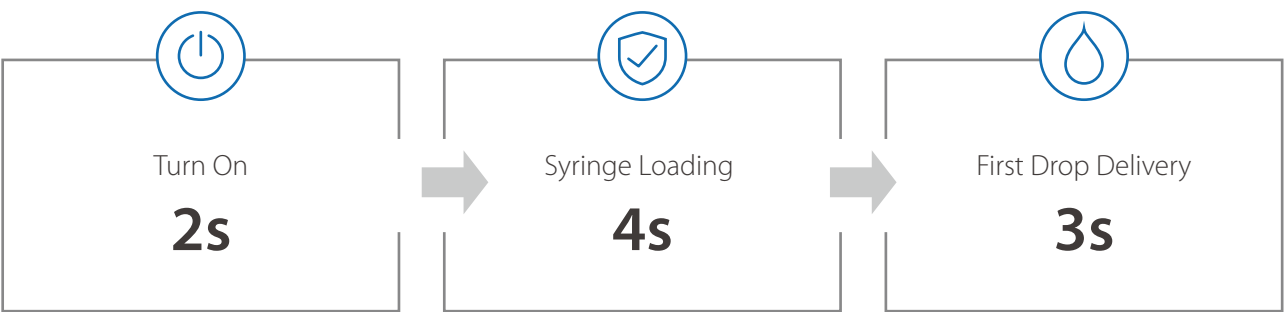 Turn On
2s
Syringe Loading
4s
First Drop Delivery
3s